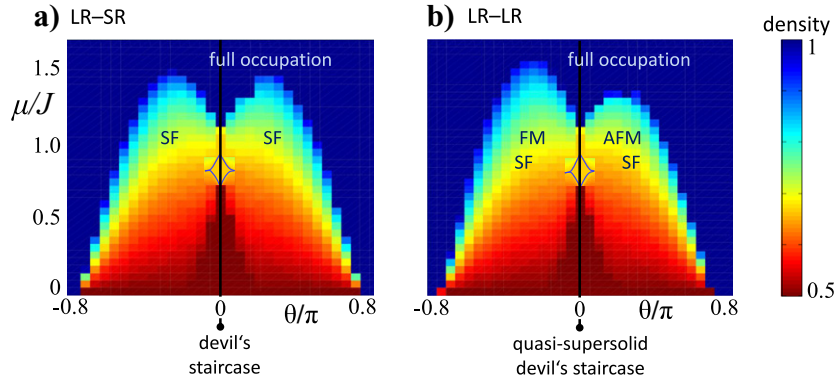 a) LR–SR
b) LR–LR
density
full occupation
full occupation
1
0.5
μ/J
1.5
1.0
0.5
0
SF
SF
FM
SF
AFM
SF
-0.8
0
θ/π
0.8
-0.8
0
θ/π
0.8
devil's
staircase
quasi-supersolid
devil's staircase